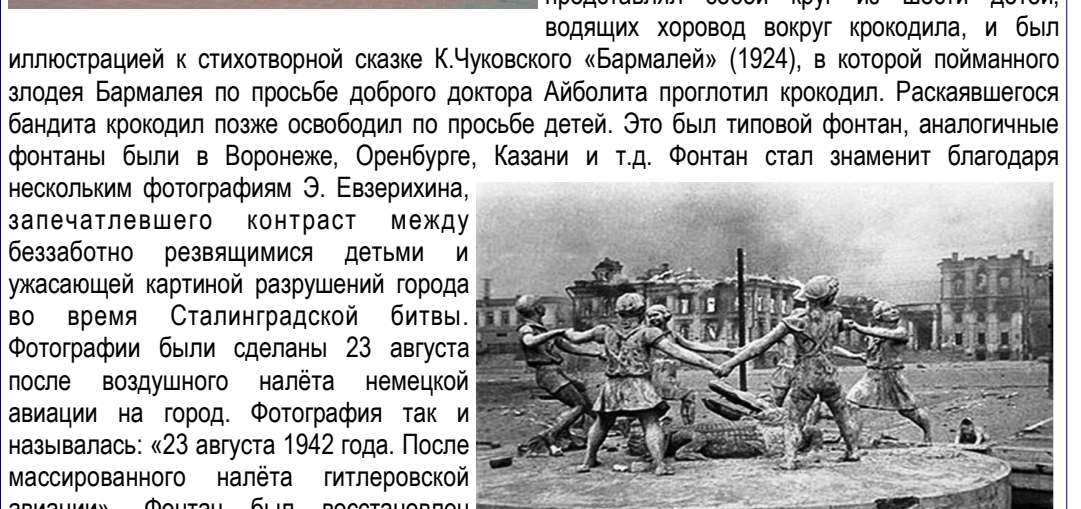 представлял собой круг из шести детей,
водящих хоровод вокруг крокодила, и был
иллюстрацией к стихотворной сказке К.Чуковского «Бармалей» (1924), в которой пойманного
злодея Бармалея по просьбе доброго доктора Айболита проглотил крокодил. Раскаявшегося
бандита крокодил позже освободил по просьбе детей. Это был типовой фонтан, аналогичные
фонтаны были в Воронеже, Оренбурге, Казани и т.д. Фонтан стал знаменит благодаря
нескольким фотографиям Э. Евзерихина,
запечатлевшего контраст между
беззаботно резвящимися детьми и
ужасающей картиной разрушений города
во время Сталинградской битвы.
Фотографии были сделаны 23 августа
после воздушного налёта немецкой
авиации на город. Фотография так и
называлась: «23 августа 1942 года. После
массированного налёта гитлеровской
авиации». Фонтан был восстановлен